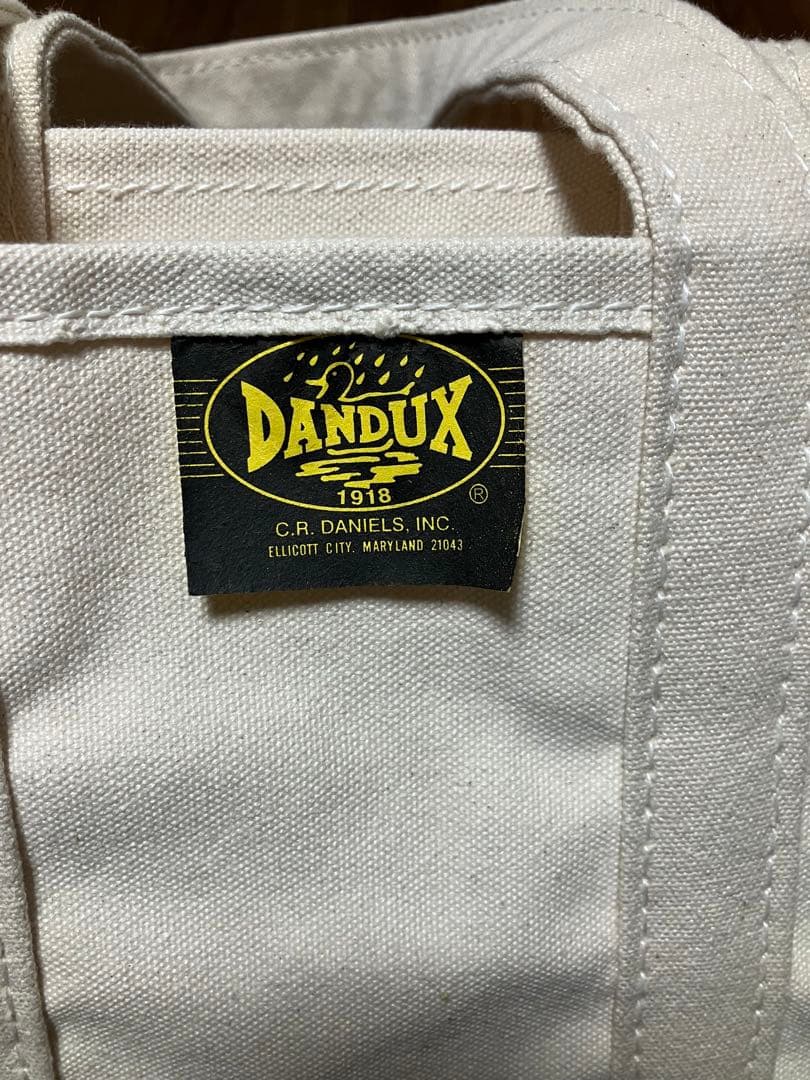 DANDUX
1918
®
C.R. DANIELS, INC.
ELLICOTT CITY, MARYLAND 21043